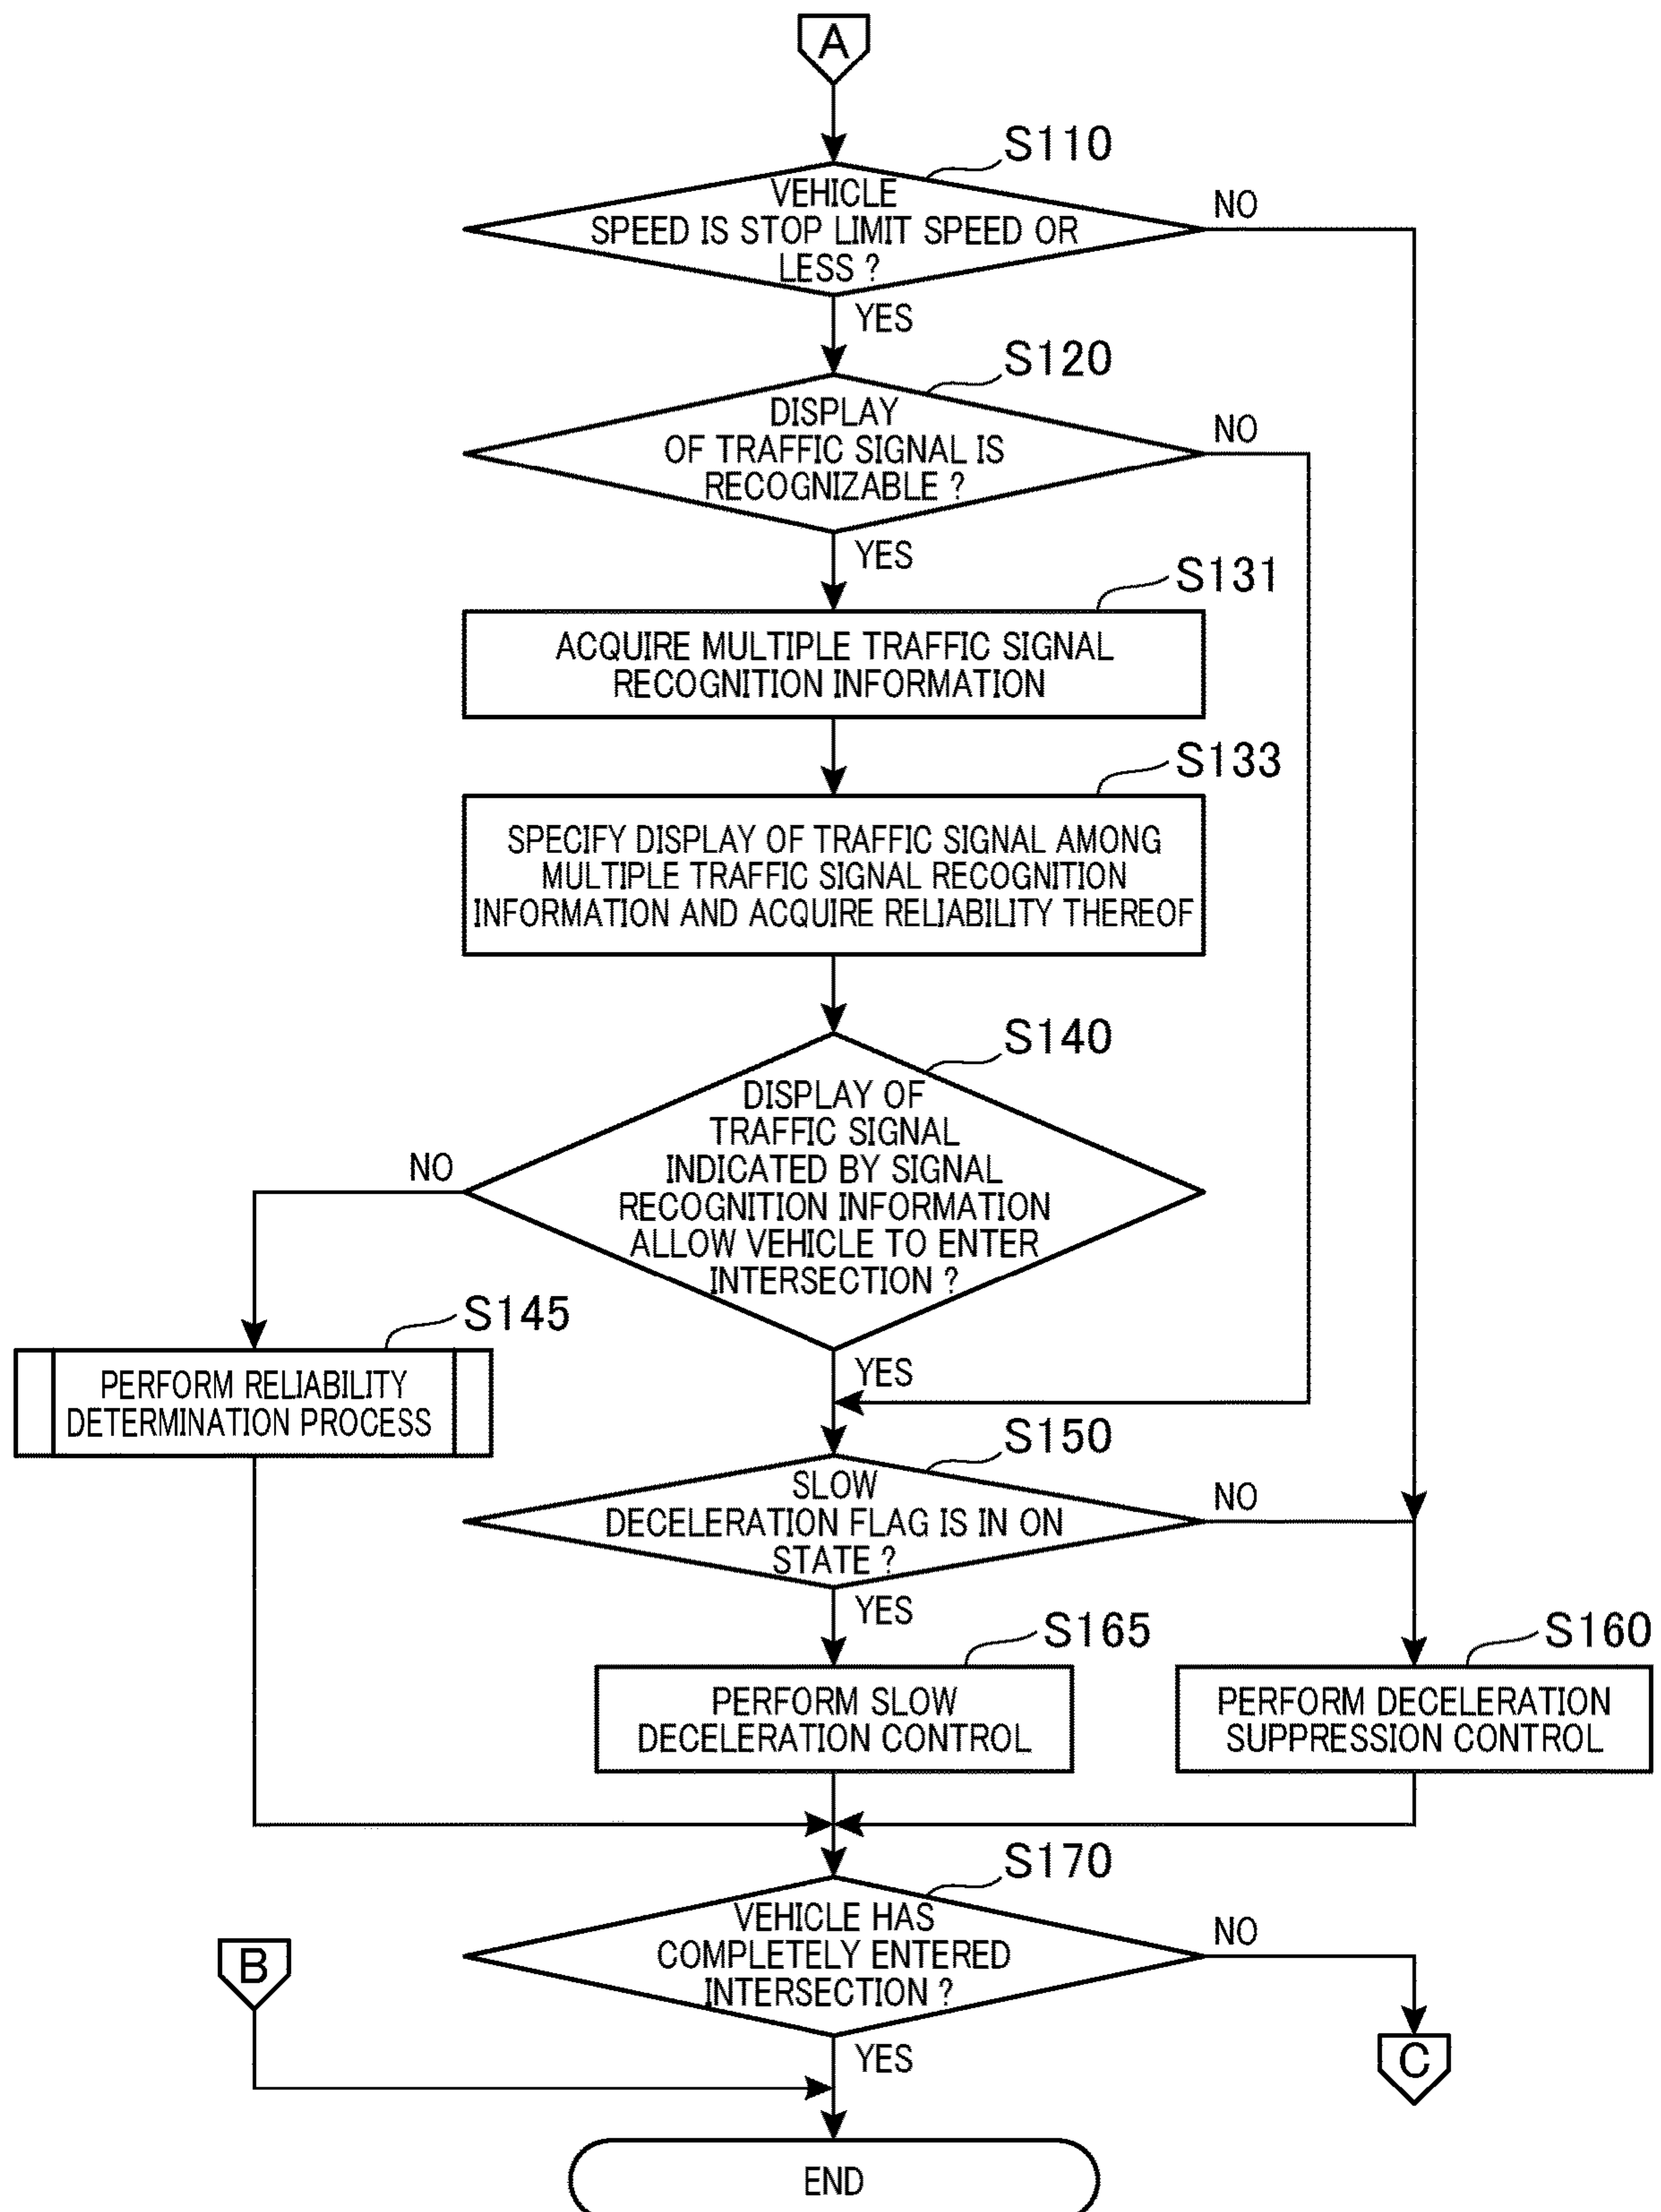 A
S110
VEHICLE
SPEED IS STOP LIMIT SPEED OR
LESS ?
NO
YES
S120
DISPLAY
OF TRAFFIC SIGNAL IS
RECOGNIZABLE ?
NO
YES
S131
ACQUIRE MULTIPLE TRAFFIC SIGNAL
RECOGNITION INFORMATION
S133
SPECIFY DISPLAY OF TRAFFIC SIGNAL AMONG
MULTIPLE TRAFFIC SIGNAL RECOGNITION
INFORMATION AND ACQUIRE RELIABILITY THEREOF
S140
DISPLAY OF
TRAFFIC SIGNAL
INDICATED BY SIGNAL
RECOGNITION INFORMATION
ALLOW VEHICLE TO ENTER
INTERSECTION ?
NO
YES
S145
PERFORM RELIABILITY
DETERMINATION PROCESS
S150
SLOW
DECELERATION FLAG IS IN ON
STATE ?
NO
YES
S165
PERFORM SLOW
DECELERATION CONTROL
S160
PERFORM DECELERATION
SUPPRESSION CONTROL
S170
VEHICLE HAS
COMPLETELY ENTERED
INTERSECTION ?
NO
YES
B
C
END